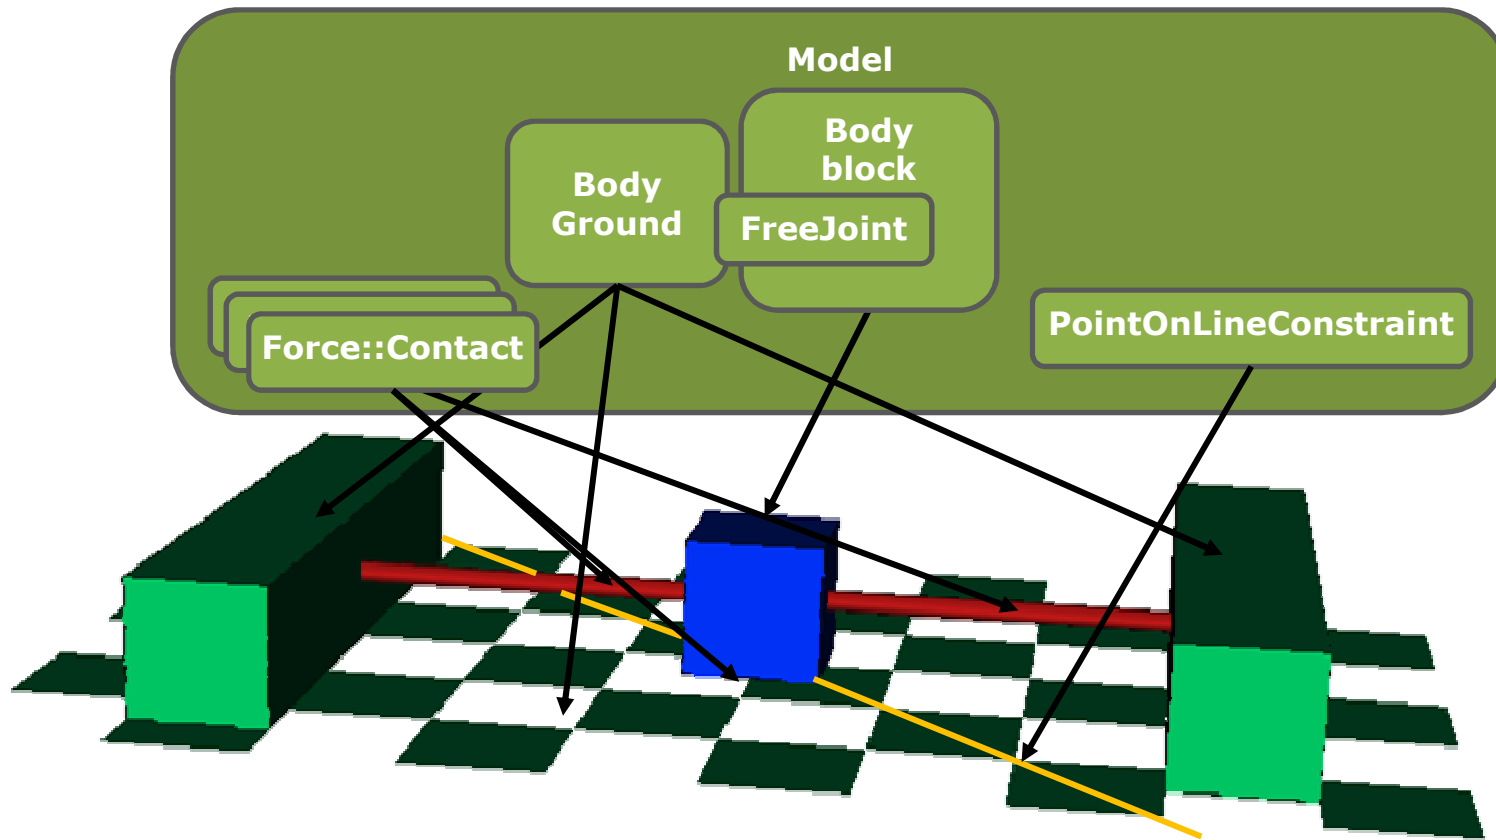 Model
Body
block
Body
Ground
FreeJoint
PointOnLineConstraint
Force::Contact